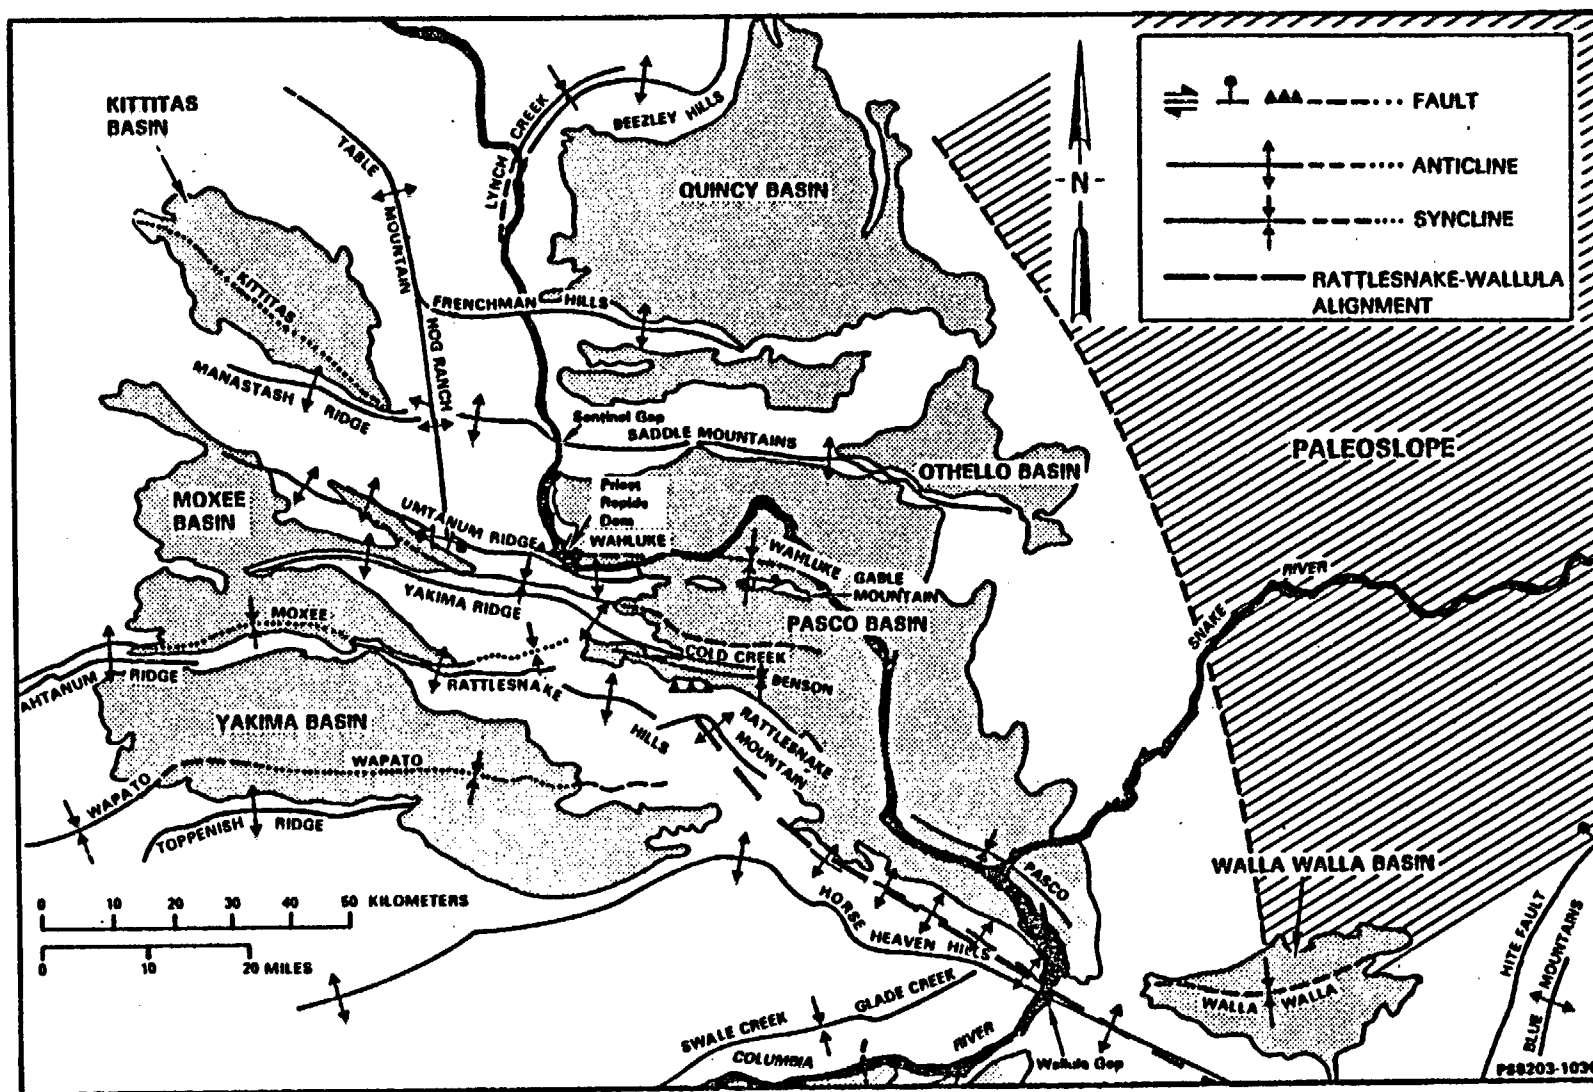 KITTITAS
BASIN
TABLE
MOUNTAIN
HOG RANCH
LYNCH CREEK
BEEZLEY HILLS
QUINCY BASIN
N
FAULT
ANTICLINE
SYNCLINE
RATTLESNAKE-WALLULA
ALIGNMENT
KITTITAS
FRENCHMAN HILLS
MANASTASH
RIDGE
Sentinel Gap
SADDLE MOUNTAINS
OTHELLO BASIN
PALEOSLOPE
MOXEE
BASIN
UMTANUM RIDGE
Priest
Rapids
Dam
WAHLUKE
WAHLUKE
GABLE
MOUNTAIN
YAKIMA RIDGE
PASCO BASIN
SNAKE
RIVER
MOXEE
COLD CREEK
BENSON
AHTANUM RIDGE
RATTLESNAKE
HILLS
RATTLESNAKE
MOUNTAIN
YAKIMA BASIN
WAPATO
WAPATO
TOPPENISH RIDGE
PASCO
WALLA WALLA BASIN
HORSE
HEAVEN HILLS
0 10 20 30 40 50 KILOMETERS
0 10 20 MILES
GLADE CREEK
SWALE CREEK
COLUMBIA
RIVER
Wallula Gap
WALLA WALLA
HITE FAULT
BLUE MOUNTAINS